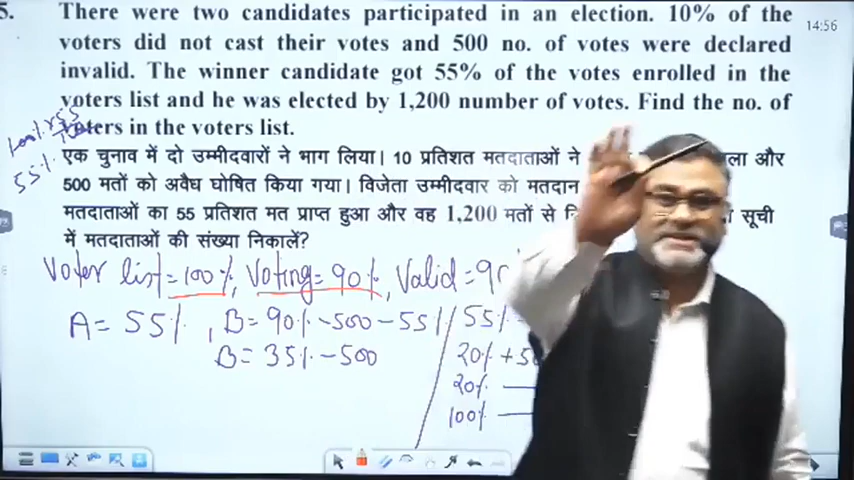 5. There were two candidates participated in an election. 10% of the
14:56
voters did not cast their votes and 500 no. of votes were declared
invalid. The winner candidate got 55% of the votes enrolled in the
voters list and he was elected by 1,200 number of votes. Find the no. of
voters in the voters list.
55%
एक चुनाव में दो उम्मीदवारों ने भाग लिया। 10 प्रतिशत मतदाताओं ने
और
500 मतों को अवैध घोषित किया गया। विजेता उम्मीदवार को मतदान
सूची
मतदाताओं का 55 प्रतिशत मत प्राप्त हुआ और वह 1,200 मतों से
में मतदाताओं की संख्या निकालें?
Voter list = 100%, Voting = 90%, Valid = 90
A = 55%, B = 90% - 500 - 55% / 55%
B = 35% - 500
20% + 50
20% —
100% —